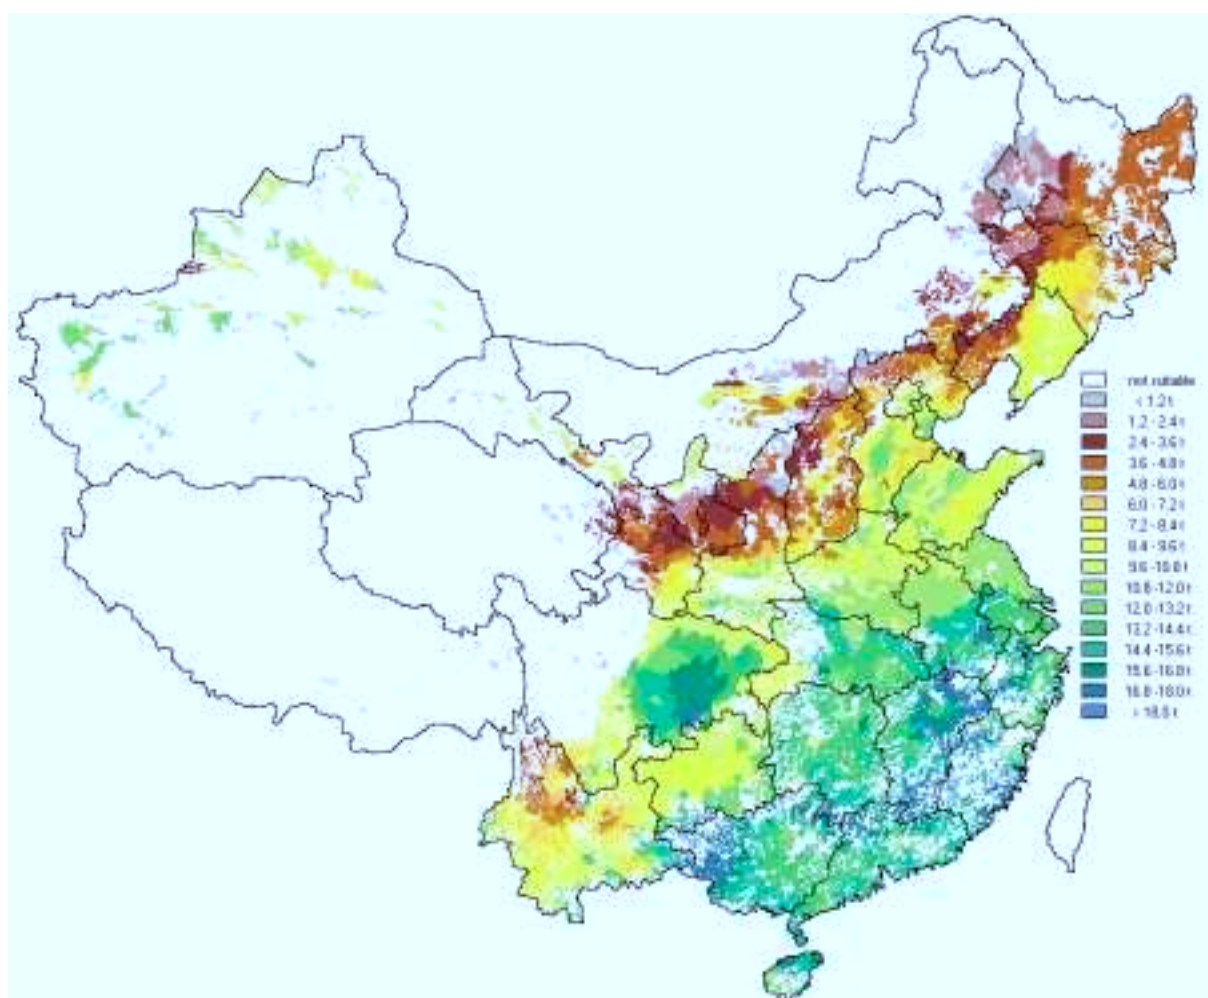 not suitable
< 1.2 t
1.2 - 2.4 t
2.4 - 3.6 t
3.6 - 4.8 t
4.8 - 6.0 t
6.0 - 7.2 t
7.2 - 8.4 t
8.4 - 9.6 t
9.6 - 10.8 t
10.8 - 12.0 t
12.0 - 13.2 t
13.2 - 14.4 t
14.4 - 15.6 t
15.6 - 16.8 t
16.8 - 18.0 t
> 18.0 t